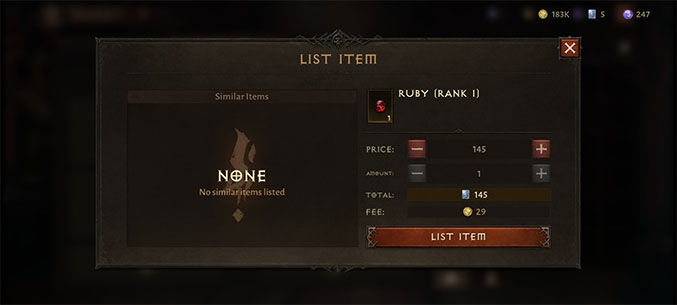 183K 5 247
LIST ITEM
Similar Items
NONE
No similar items listed
RUBY (RANK 1)
1
PRICE: 145
AMOUNT: 1
TOTAL: 145
FEE: 29
LIST ITEM